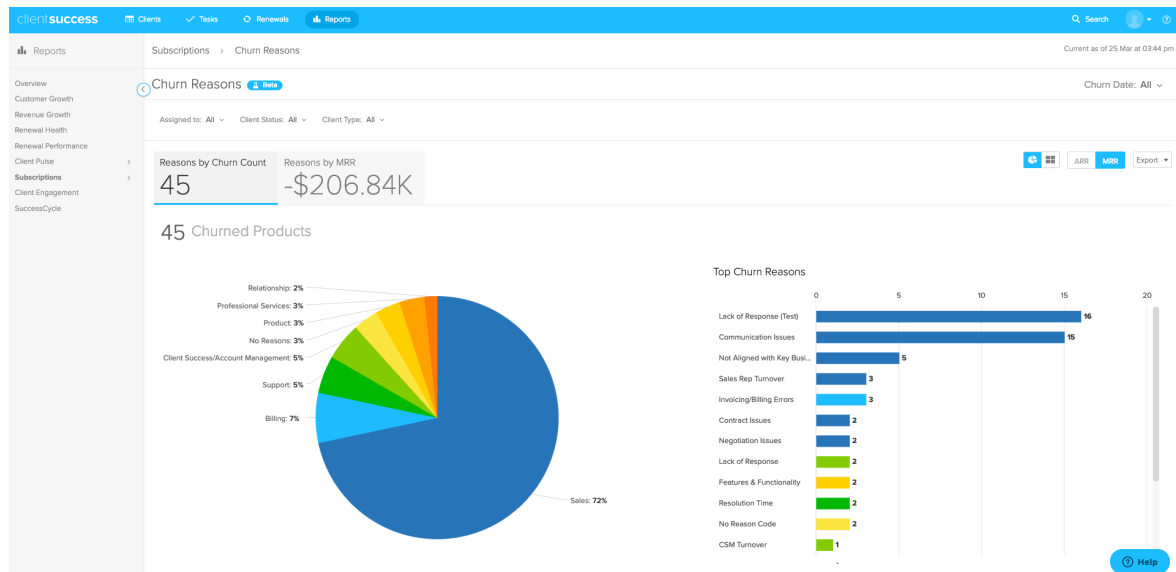 clientsuccess Clients Tasks Renewals Reports Search
Reports
Subscriptions > Churn Reasons
Current as of 25 Mar at 03:44 pm
Overview
Customer Growth
Revenue Growth
Renewal Health
Renewal Performance
Client Pulse
Subscriptions
Client Engagement
SuccessCycle
Churn Reasons Beta
Churn Date: All
Assigned to: All Client Status: All Client Type: All
Reasons by Churn Count
45
Reasons by MRR
-$206.84K
ARR MRR Export
45 Churned Products
Relationship: 2%
Professional Services: 3%
Product: 3%
No Reasons: 3%
Client Success/Account Management: 5%
Support: 5%
Billing: 7%
Sales: 72%
Top Churn Reasons
0 5 10 15 20
Lack of Response (Test) 16
Communication Issues 15
Not Aligned with Key Busi... 5
Sales Rep Turnover 3
Invoicing/Billing Errors 3
Contract Issues 2
Negotiation Issues 2
Lack of Response 2
Features & Functionality 2
Resolution Time 2
No Reason Code 2
CSM Turnover 1
Help